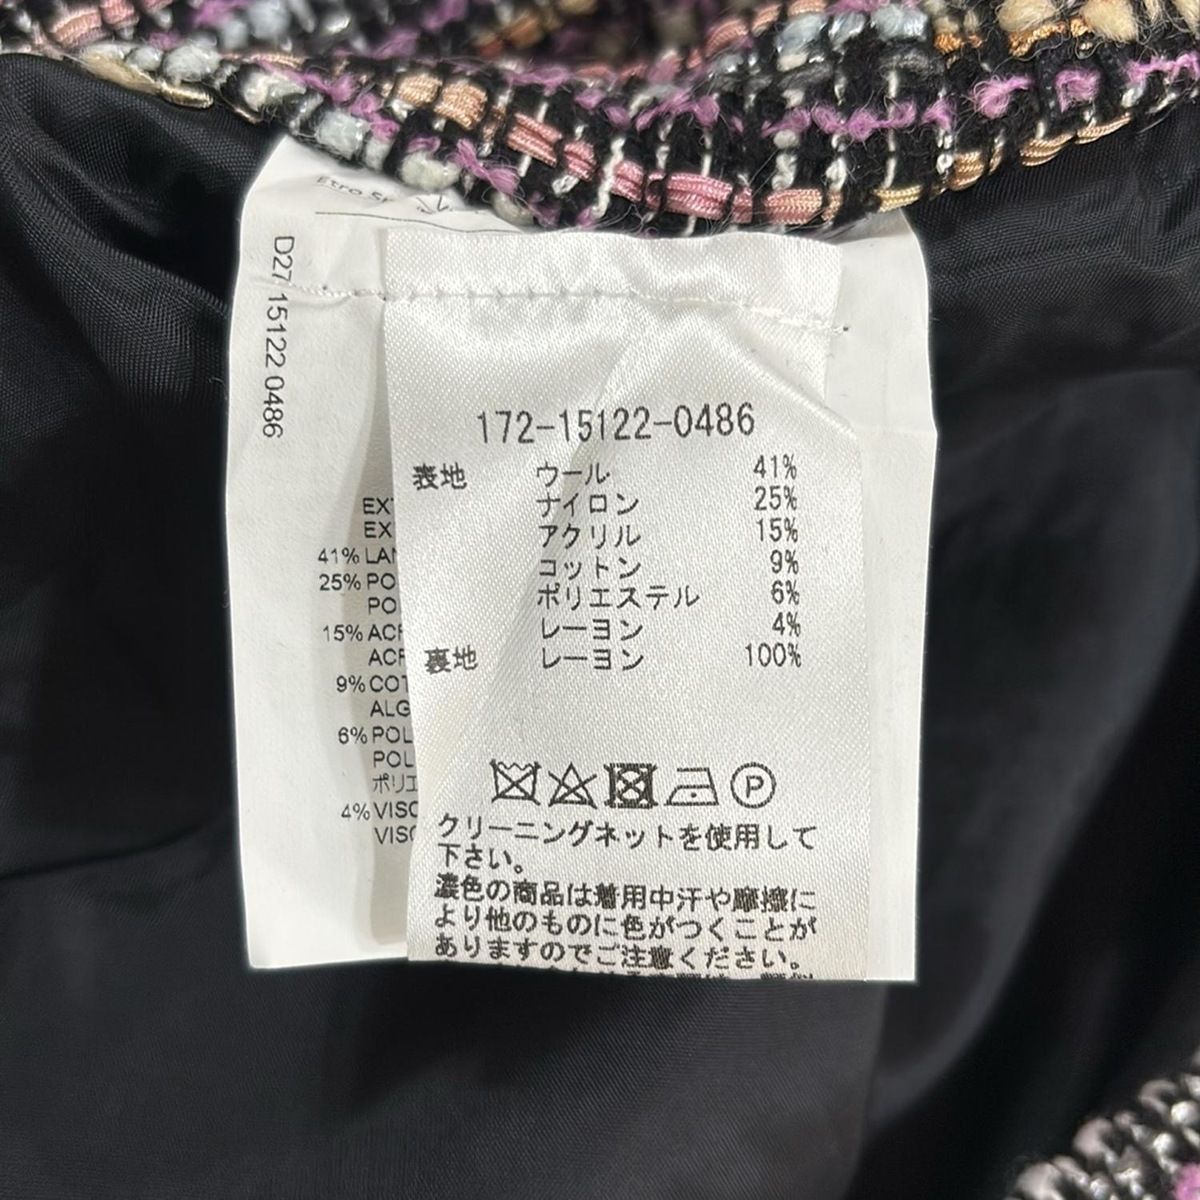 Etro S
D27 15122 0486
172-15122-0486
表地 ウール 41%
ナイロン 25%
アクリル 15%
コットン 9%
ポリエステル 6%
レーヨン 4%
裏地 レーヨン 100%
P
クリーニングネットを使用して
下さい。
濃色の商品は着用中汗や摩擦に
より他のものに色がつくことが
ありますのでご注意ください。
EXT
EXT
41% LAN
25% PO
PO
15% ACR
ACR
9% COT
ALG
6% POL
POL
ポリエ
4% VISC
VISC